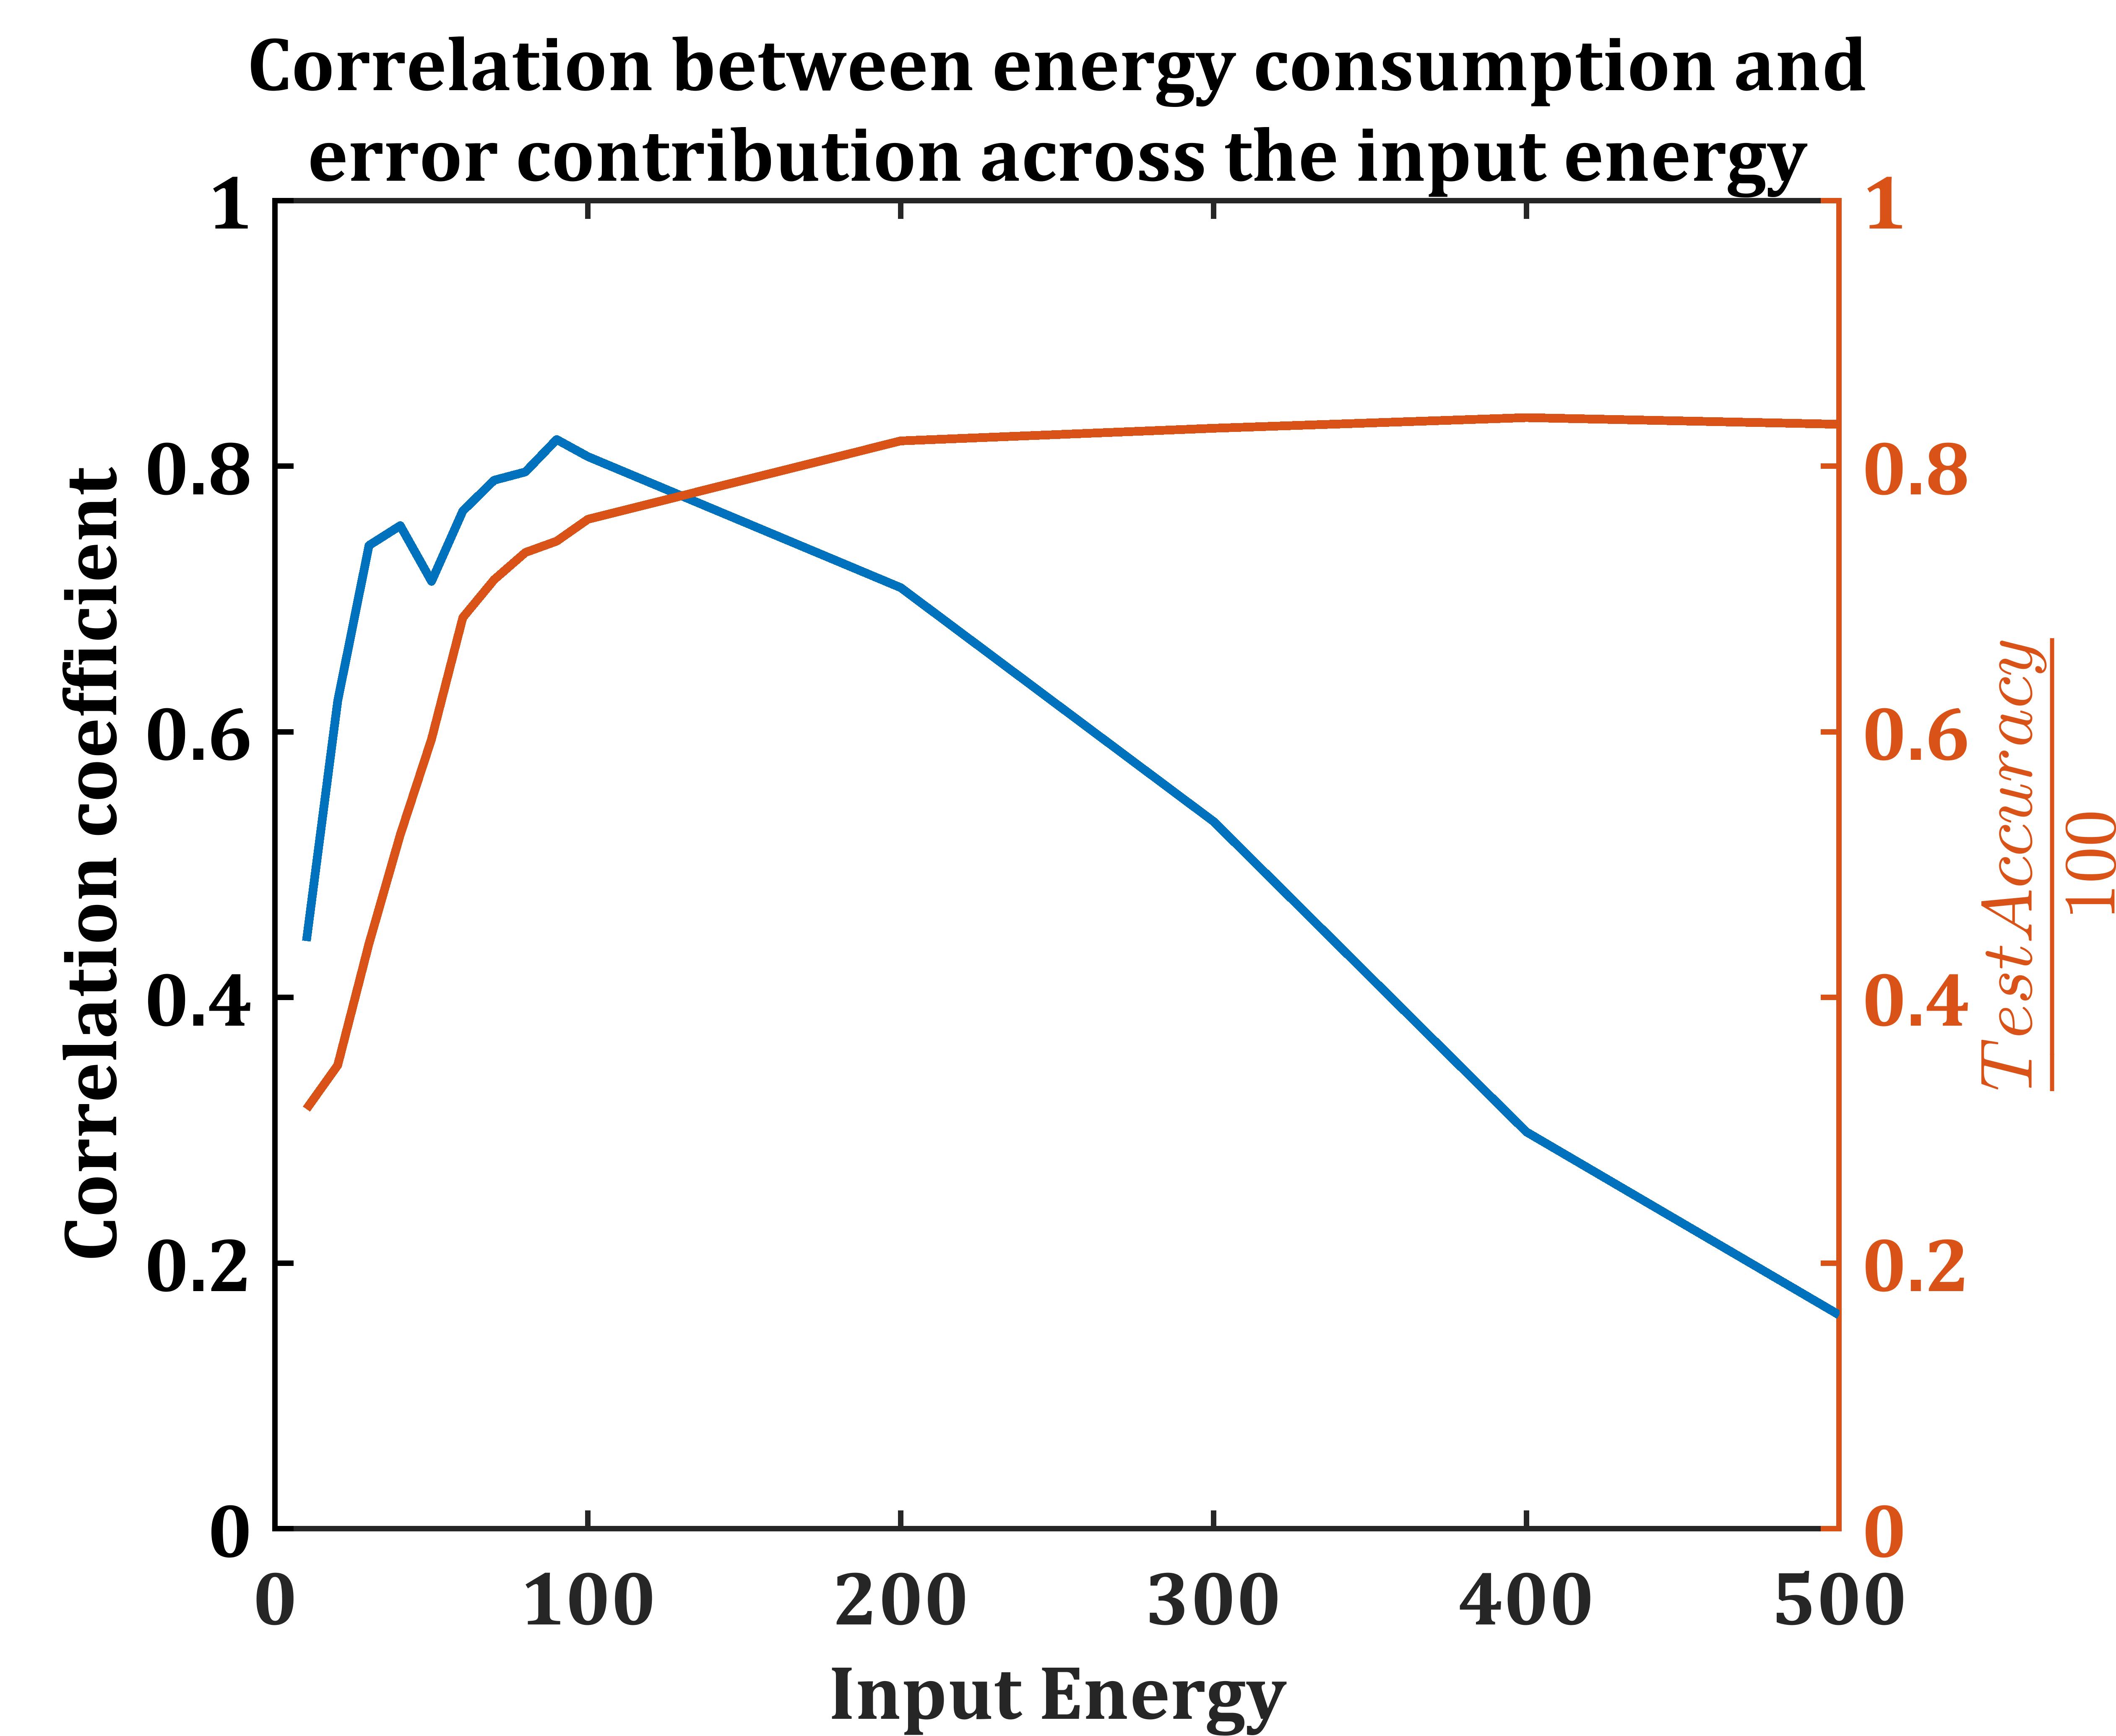 Correlation between energy consumption and
error contribution across the input energy
Correlation coefficient
1
0.8
0.6
0.4
0.2
0
1
0.8
0.6
0.4
0.2
0
TestAccuracy
100
0 100 200 300 400 500
Input Energy